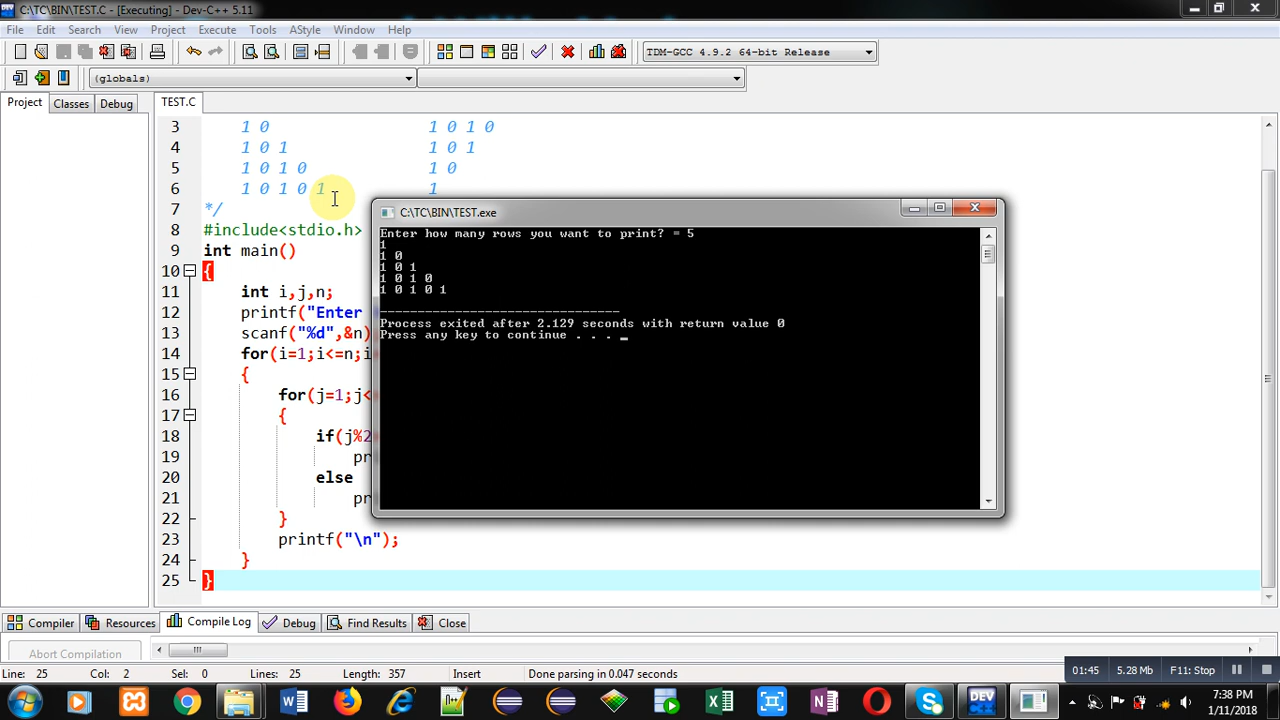 C:\TC\BIN\TEST.C - [Executing] - Dev-C++ 5.11
File Edit Search View Project Execute Tools AStyle Window Help
TDM-GCC 4.9.2 64-bit Release
(globals)
Project Classes Debug TEST.C
3 1 0 1 0 1 0
4 1 0 1 1 0 1
5 1 0 1 0 1 0
6 1 0 1 0 1 1
7 */
8 #include<stdio.h>
9 int main()
10 {
11 int i,j,n;
12 printf("Enter
13 scanf("%d",&n)
14 for(i=1;i<=n;i
15 {
16 for(j=1;j<
17 {
18 if(j%2
19 pr
20 else
21 pr
22 }
23 printf("\n");
24 }
25 }
C:\TC\BIN\TEST.exe
Enter how many rows you want to print? = 5
1
1 0
1 0 1
1 0 1 0
1 0 1 0 1
--------------------------------
Process exited after 2.129 seconds with return value 0
Press any key to continue . . . _
Compiler Resources Compile Log Debug Find Results Close
Abort Compilation
Line: 25 Col: 2 Sel: 0 Lines: 25 Length: 357 Insert Done parsing in 0.047 seconds
01:45 5.28 Mb F11: Stop
DEV
7:38 PM
1/11/2018